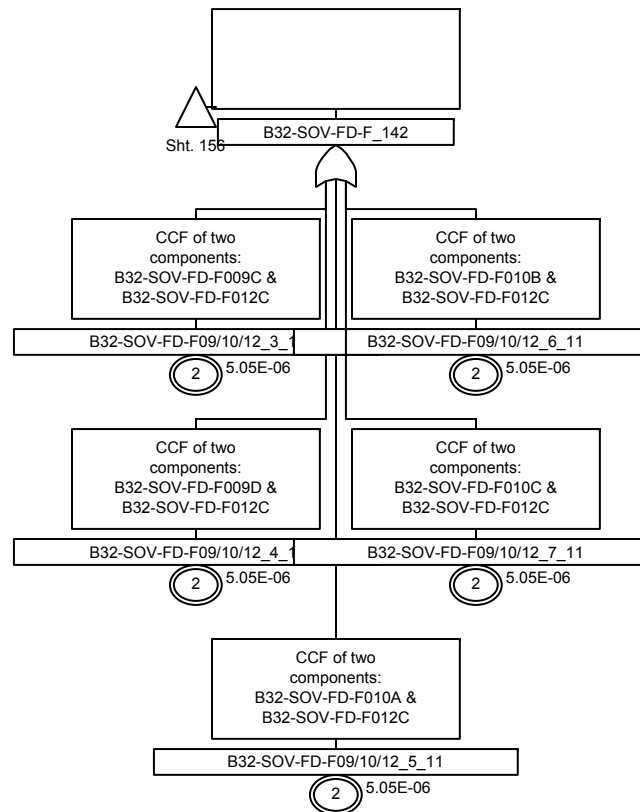 B32-SOV-FD-F_142
Sht. 156
CCF of two
components:
B32-SOV-FD-F009C &
B32-SOV-FD-F012C
B32-SOV-FD-F09/10/12_3_1
2
5.05E-06
CCF of two
components:
B32-SOV-FD-F010B &
B32-SOV-FD-F012C
B32-SOV-FD-F09/10/12_6_11
2
5.05E-06
CCF of two
components:
B32-SOV-FD-F009D &
B32-SOV-FD-F012C
B32-SOV-FD-F09/10/12_4_1
2
5.05E-06
CCF of two
components:
B32-SOV-FD-F010C &
B32-SOV-FD-F012C
B32-SOV-FD-F09/10/12_7_11
2
5.05E-06
CCF of two
components:
B32-SOV-FD-F010A &
B32-SOV-FD-F012C
B32-SOV-FD-F09/10/12_5_11
2
5.05E-06